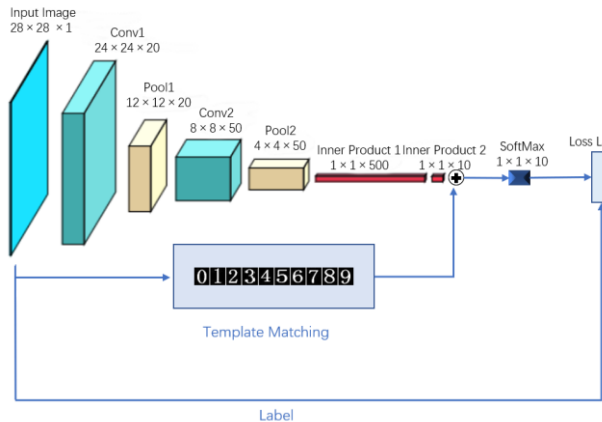 Input Image
28 × 28 × 1
Conv1
24 × 24 × 20
Pool1
12 × 12 × 20
Conv2
8 × 8 × 50
Pool2
4 × 4 × 50
Inner Product 1
1 × 1 × 500
Inner Product 2
1 × 1 × 10
SoftMax
1 × 1 × 10
Loss L
0123456789
Template Matching
Label